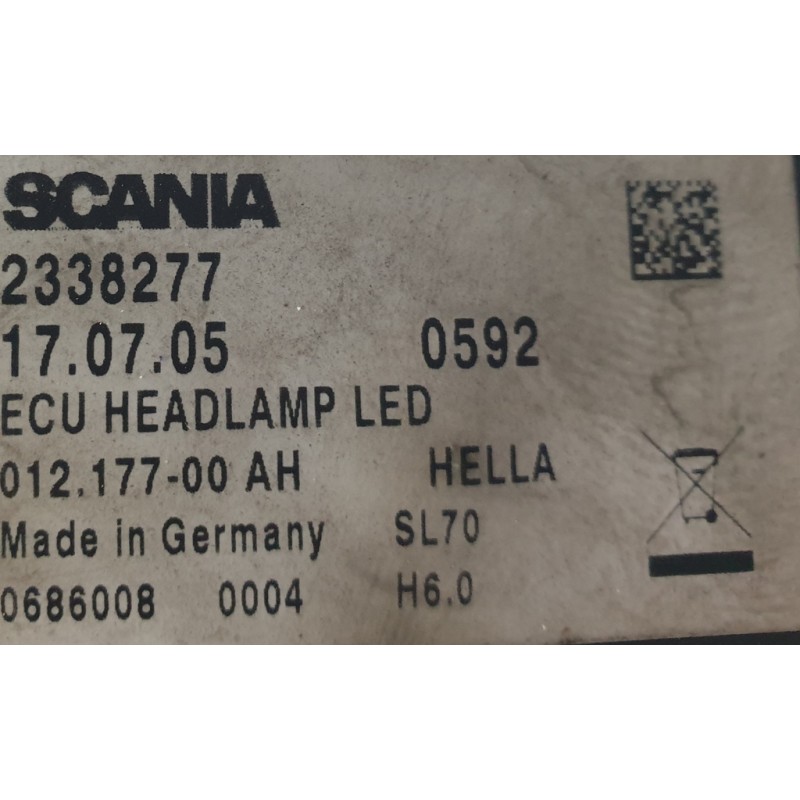 SCANIA
2338277
17.07.05 0592
ECU HEADLAMP LED
012.177-00 AH HELLA
Made in Germany SL70
0686008 0004 H6.0